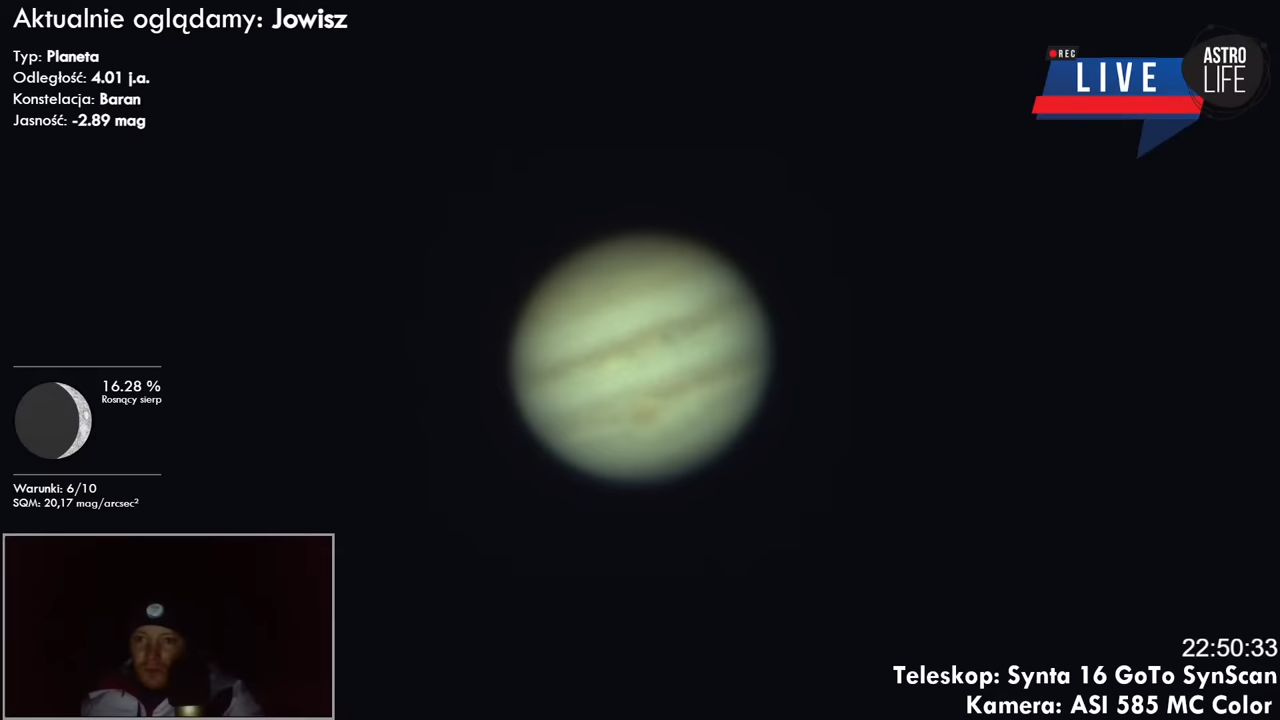 Aktualnie oglądamy: Jowisz
Typ: Planeta
Odległość: 4.01 j.a.
Konstelacja: Baran
Jasność: -2.89 mag
REC
LIVE
ASTRO
LIFE
16.28 %
Rosnący sierp
Warunki: 6/10
SQM: 20,17 mag/arcsec²
22:50:33
Teleskop: Synta 16 GoTo SynScan
Kamera: ASI 585 MC Color